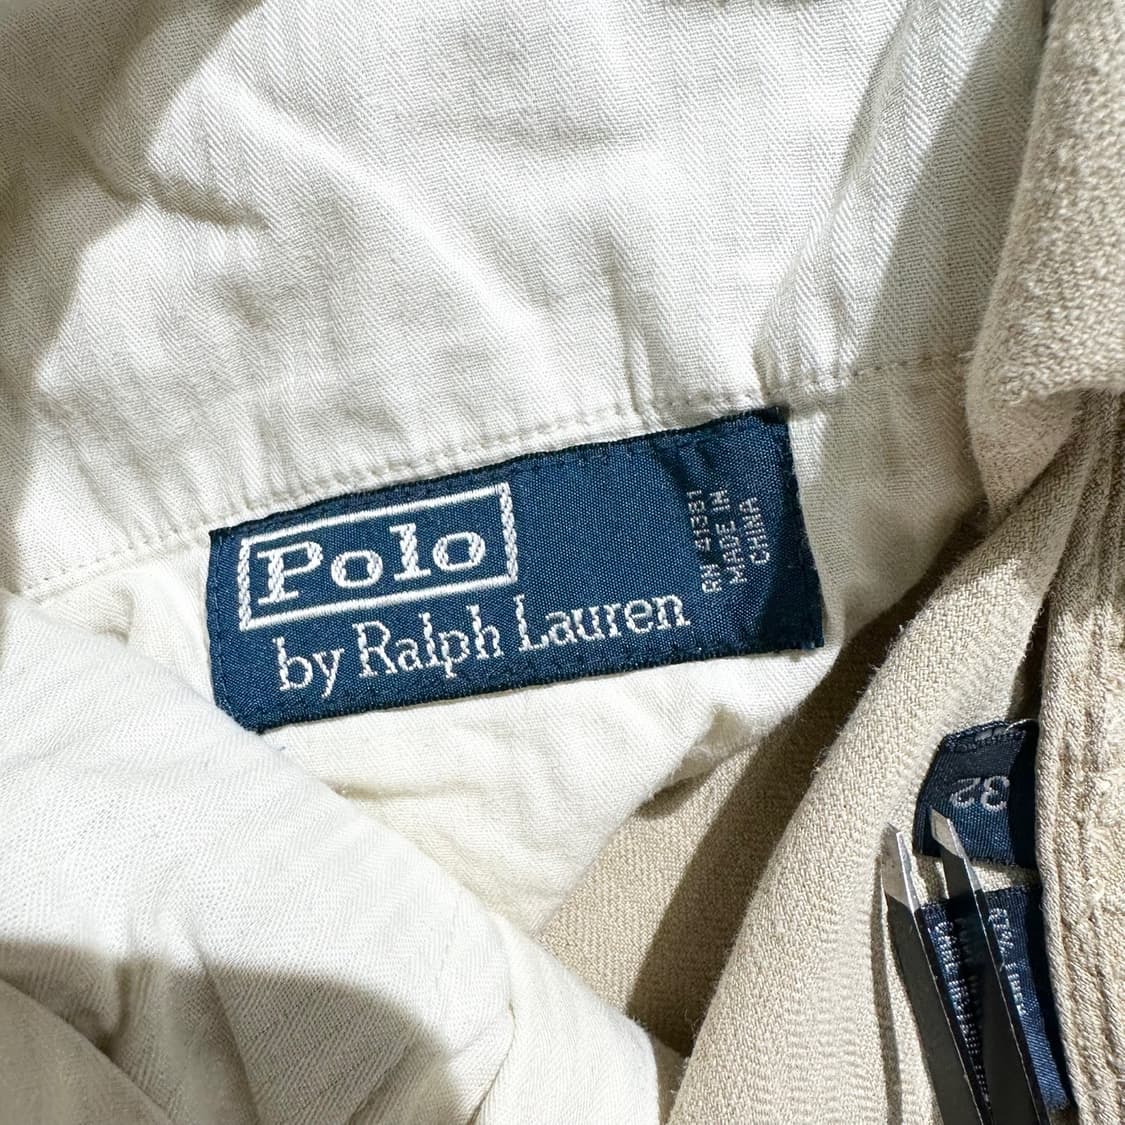 Polo
by Ralph Lauren
RN 41381
MADE IN
CHINA
32